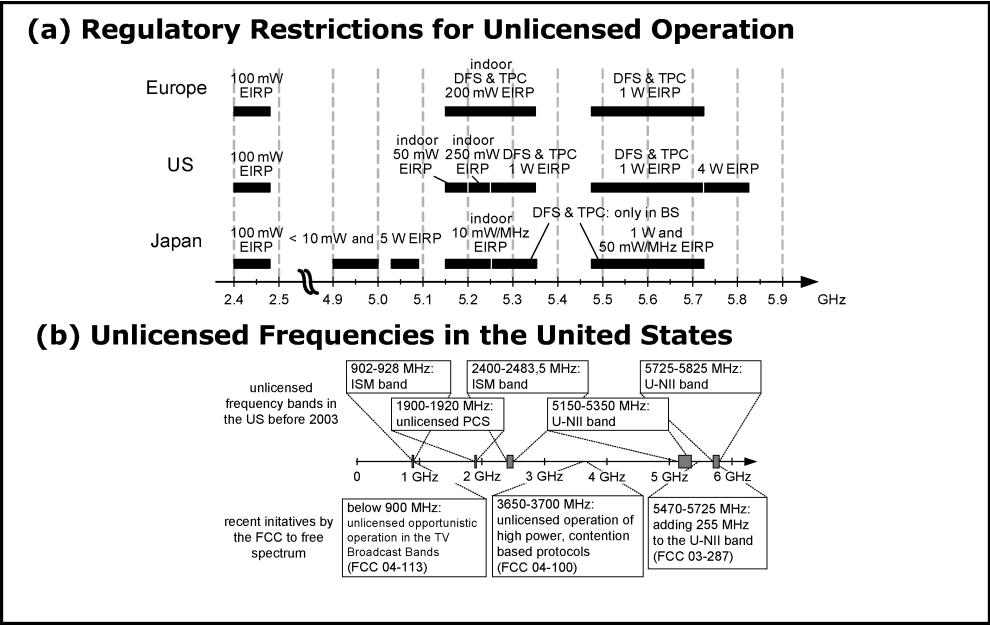 (a) Regulatory Restrictions for Unlicensed Operation
Europe
100 mW
EIRP
indoor
DFS & TPC
200 mW EIRP
DFS & TPC
1 W EIRP
US
100 mW
EIRP
indoor
50 mW
EIRP
indoor
250 mW
EIRP
DFS & TPC
1 W EIRP
DFS & TPC
1 W EIRP
4 W EIRP
Japan
100 mW
EIRP
< 10 mW and 5 W EIRP
indoor
10 mW/MHz
EIRP
DFS & TPC: only in BS
1 W and
50 mW/MHz EIRP
2.4 2.5 4.9 5.0 5.1 5.2 5.3 5.4 5.5 5.6 5.7 5.8 5.9 GHz
(b) Unlicensed Frequencies in the United States
unlicensed
frequency bands in
the US before 2003
902-928 MHz:
ISM band
2400-2483,5 MHz:
ISM band
5725-5825 MHz:
U-NII band
1900-1920 MHz:
unlicensed PCS
5150-5350 MHz:
U-NII band
0 1 GHz 2 GHz 3 GHz 4 GHz 5 GHz 6 GHz
recent initatives by
the FCC to free
spectrum
below 900 MHz:
unlicensed opportunistic
operation in the TV
Broadcast Bands
(FCC 04-113)
3650-3700 MHz:
unlicensed operation of
high power, contention
based protocols
(FCC 04-100)
5470-5725 MHz:
adding 255 MHz
to the U-NII band
(FCC 03-287)